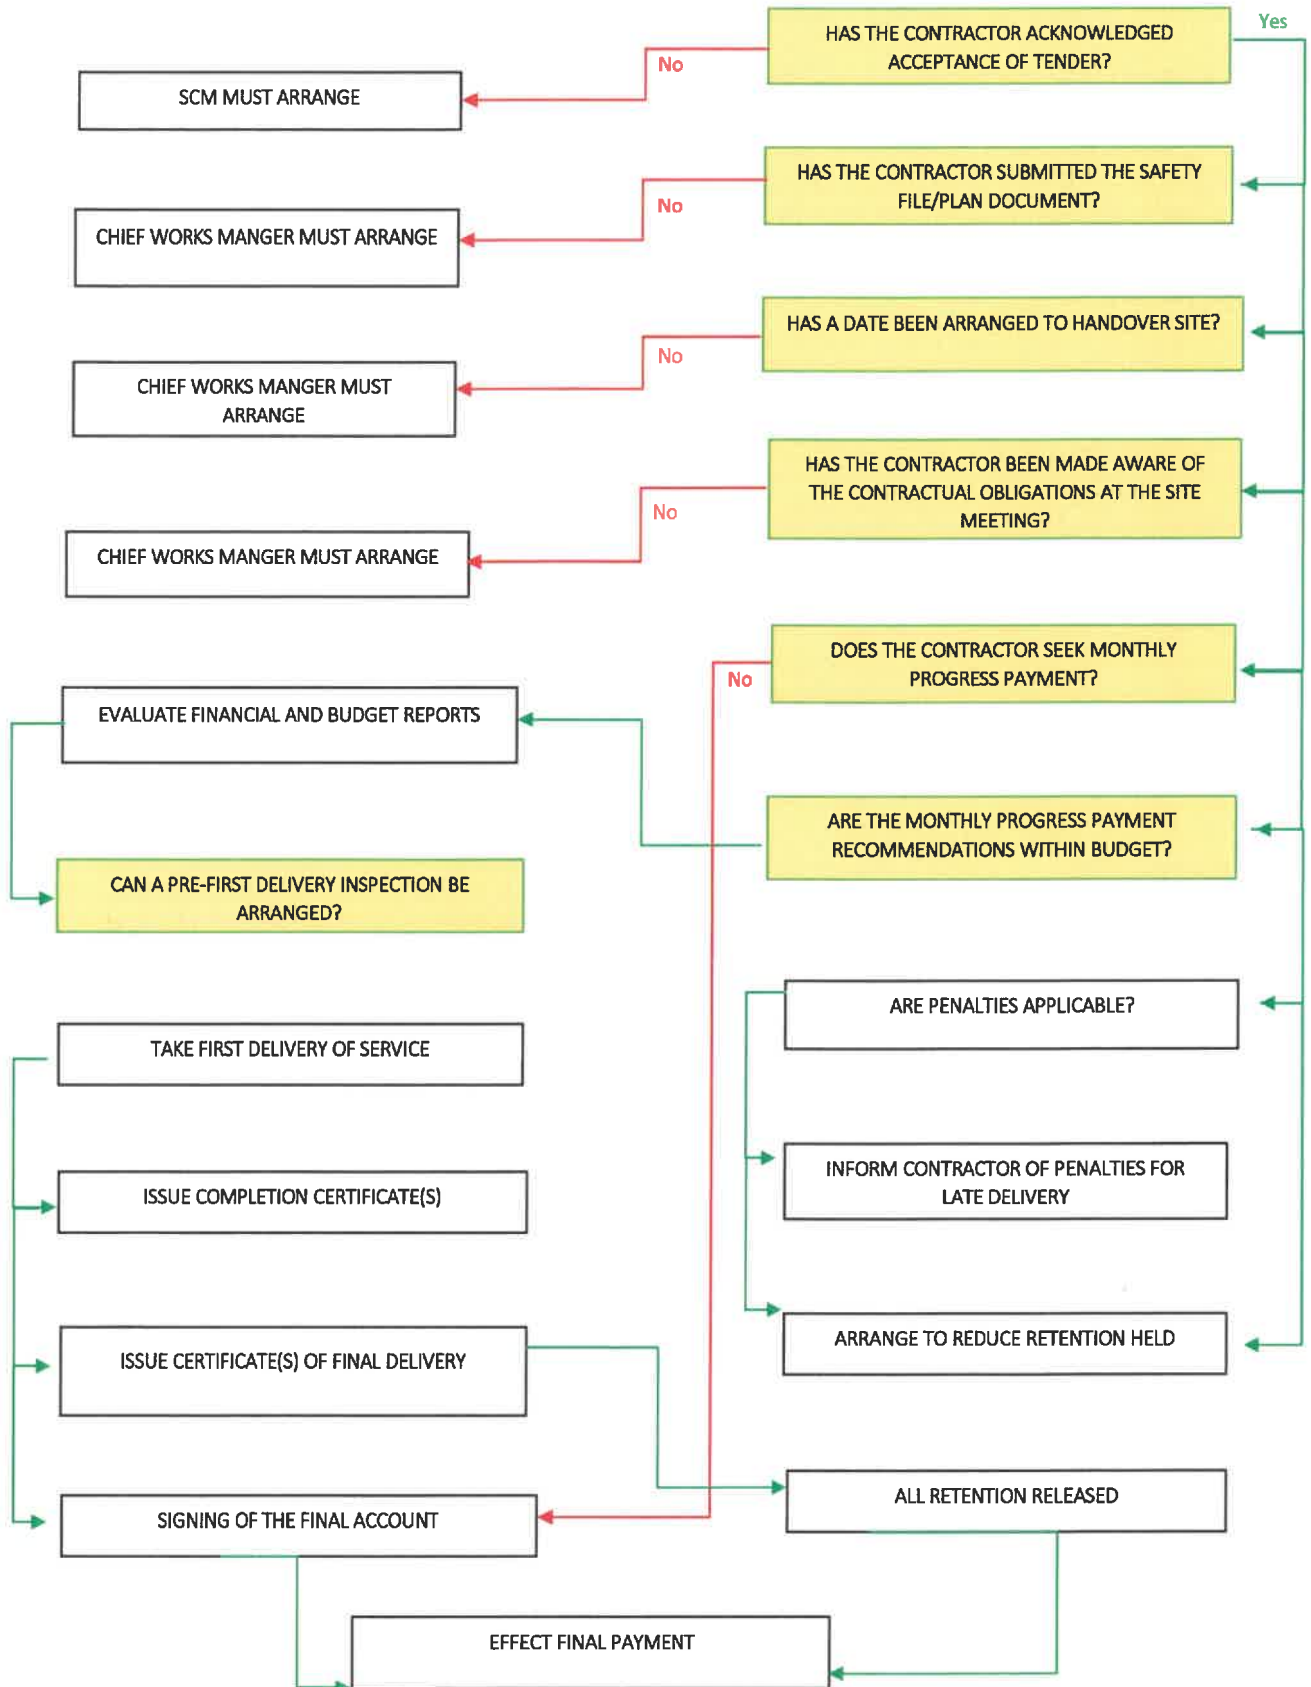 Yes
HAS THE CONTRACTOR ACKNOWLEDGED
ACCEPTANCE OF TENDER?
No
SCM MUST ARRANGE
HAS THE CONTRACTOR SUBMITTED THE SAFETY
FILE/PLAN DOCUMENT?
No
CHIEF WORKS MANGER MUST ARRANGE
HAS A DATE BEEN ARRANGED TO HANDOVER SITE?
No
CHIEF WORKS MANGER MUST
ARRANGE
HAS THE CONTRACTOR BEEN MADE AWARE OF
THE CONTRACTUAL OBLIGATIONS AT THE SITE
MEETING?
No
CHIEF WORKS MANGER MUST ARRANGE
DOES THE CONTRACTOR SEEK MONTHLY
PROGRESS PAYMENT?
No
EVALUATE FINANCIAL AND BUDGET REPORTS
ARE THE MONTHLY PROGRESS PAYMENT
RECOMMENDATIONS WITHIN BUDGET?
CAN A PRE-FIRST DELIVERY INSPECTION BE
ARRANGED?
ARE PENALTIES APPLICABLE?
TAKE FIRST DELIVERY OF SERVICE
INFORM CONTRACTOR OF PENALTIES FOR
LATE DELIVERY
ISSUE COMPLETION CERTIFICATE(S)
ARRANGE TO REDUCE RETENTION HELD
ISSUE CERTIFICATE(S) OF FINAL DELIVERY
ALL RETENTION RELEASED
SIGNING OF THE FINAL ACCOUNT
EFFECT FINAL PAYMENT